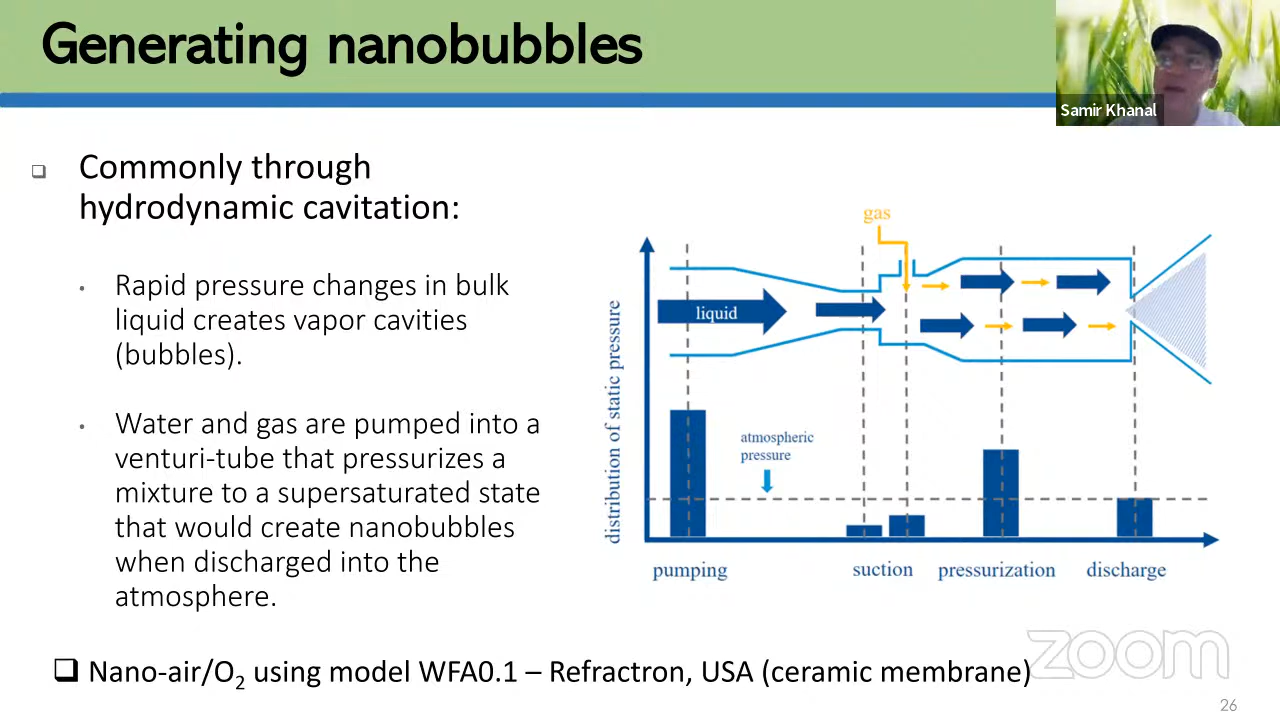 Generating nanobubbles
Samir Khanal
❑ Commonly through
hydrodynamic cavitation:
• Rapid pressure changes in bulk
liquid creates vapor cavities
(bubbles).
• Water and gas are pumped into a
venturi-tube that pressurizes a
mixture to a supersaturated state
that would create nanobubbles
when discharged into the
atmosphere.
gas
liquid
distribution of static pressure
atmospheric
pressure
pumping suction pressurization discharge
❑ Nano-air/O₂ using model WFA0.1 – Refractron, USA (ceramic membrane)
zoom
26